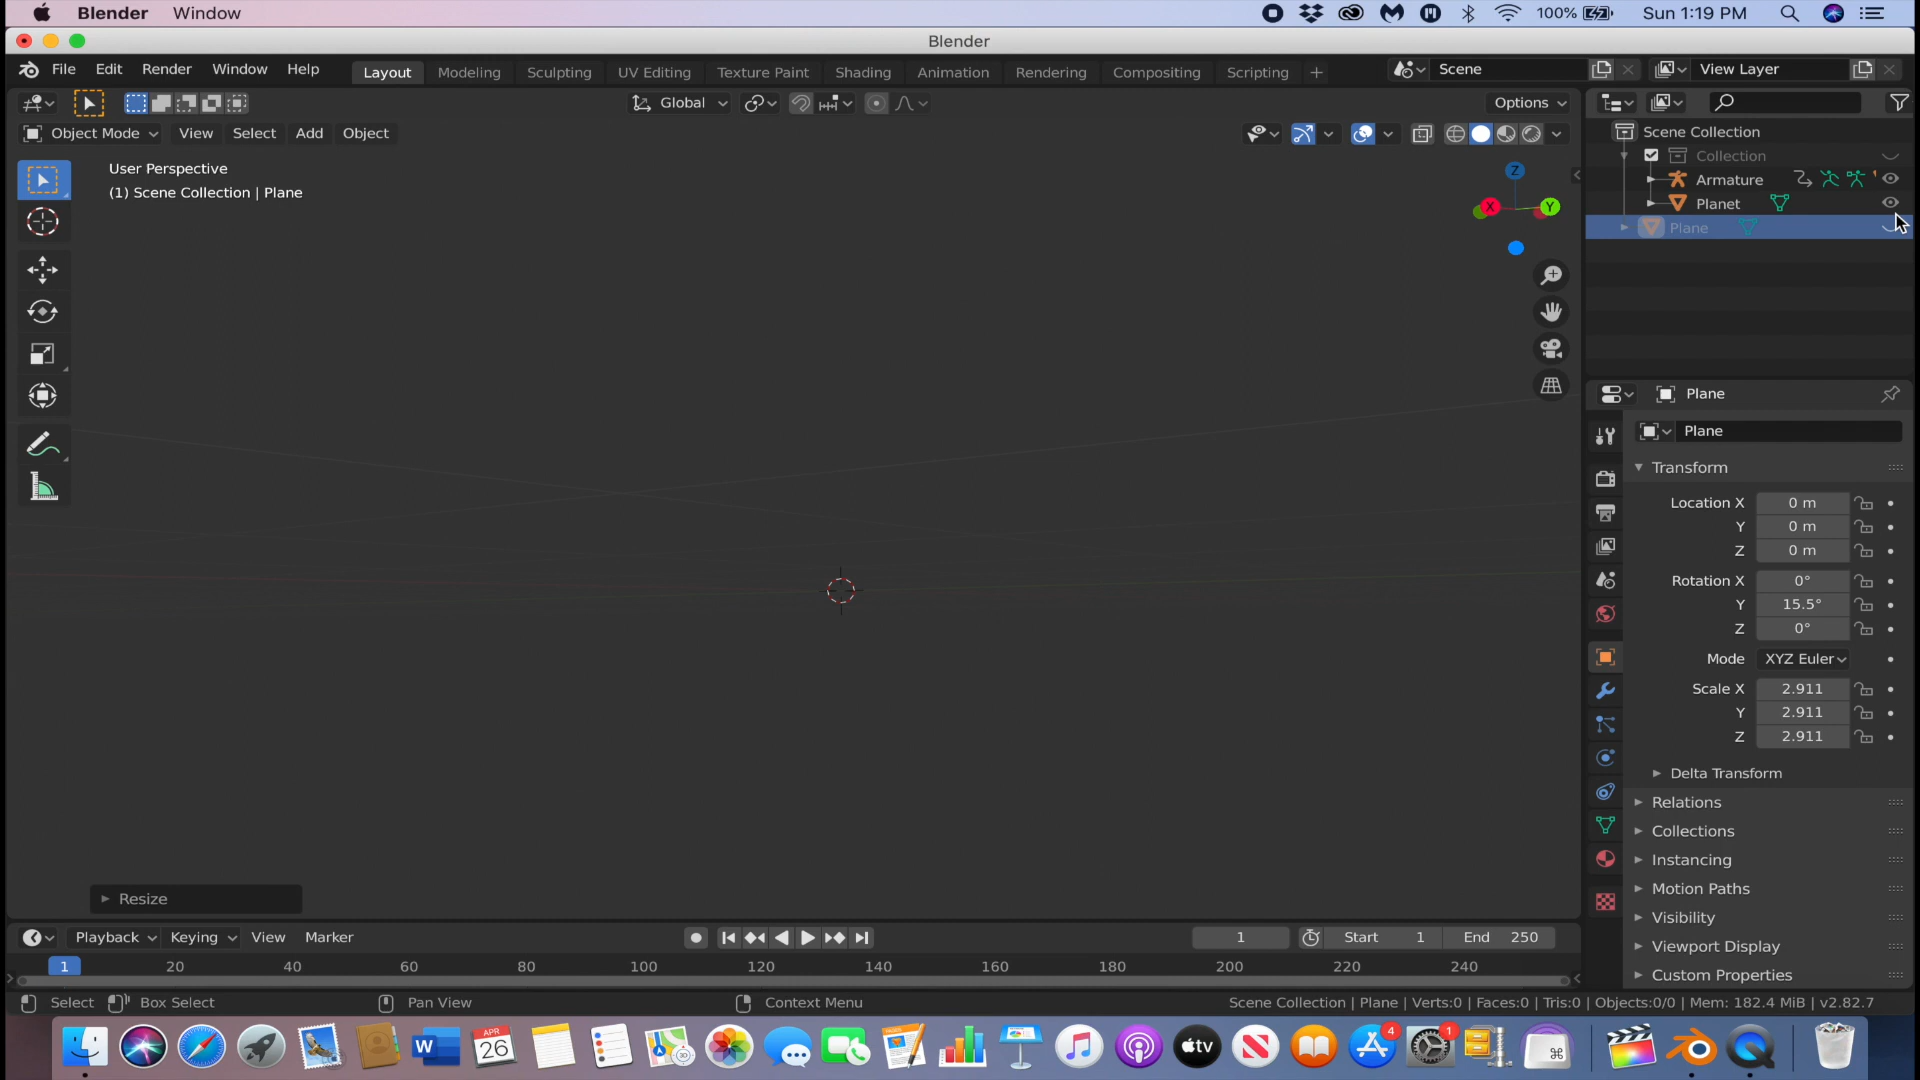 Blender Window 100% Sun 1:19 PM
Blender
File Edit Render Window Help Layout Modeling Sculpting UV Editing Texture Paint Shading Animation Rendering Compositing Scripting + Scene View Layer
Global Options
Object Mode View Select Add Object
Scene Collection
Collection
Armature
Planet
Plane
User Perspective
(1) Scene Collection | Plane
Z
X
Y
Plane
Plane
Transform
Location X 0 m
Y 0 m
Z 0 m
Rotation X 0°
Y 15.5°
Z 0°
Mode XYZ Euler
Scale X 2.911
Y 2.911
Z 2.911
Delta Transform
Relations
Collections
Instancing
Motion Paths
Visibility
Viewport Display
Custom Properties
Resize
Playback Keying View Marker 1 Start 1 End 250
1 20 40 60 80 100 120 140 160 180 200 220 240
Select Box Select Pan View Context Menu Scene Collection | Plane | Verts:0 | Faces:0 | Tris:0 | Objects:0/0 | Mem: 182.4 MiB | v2.82.7
W APR 26 tv 4 1 ⌘